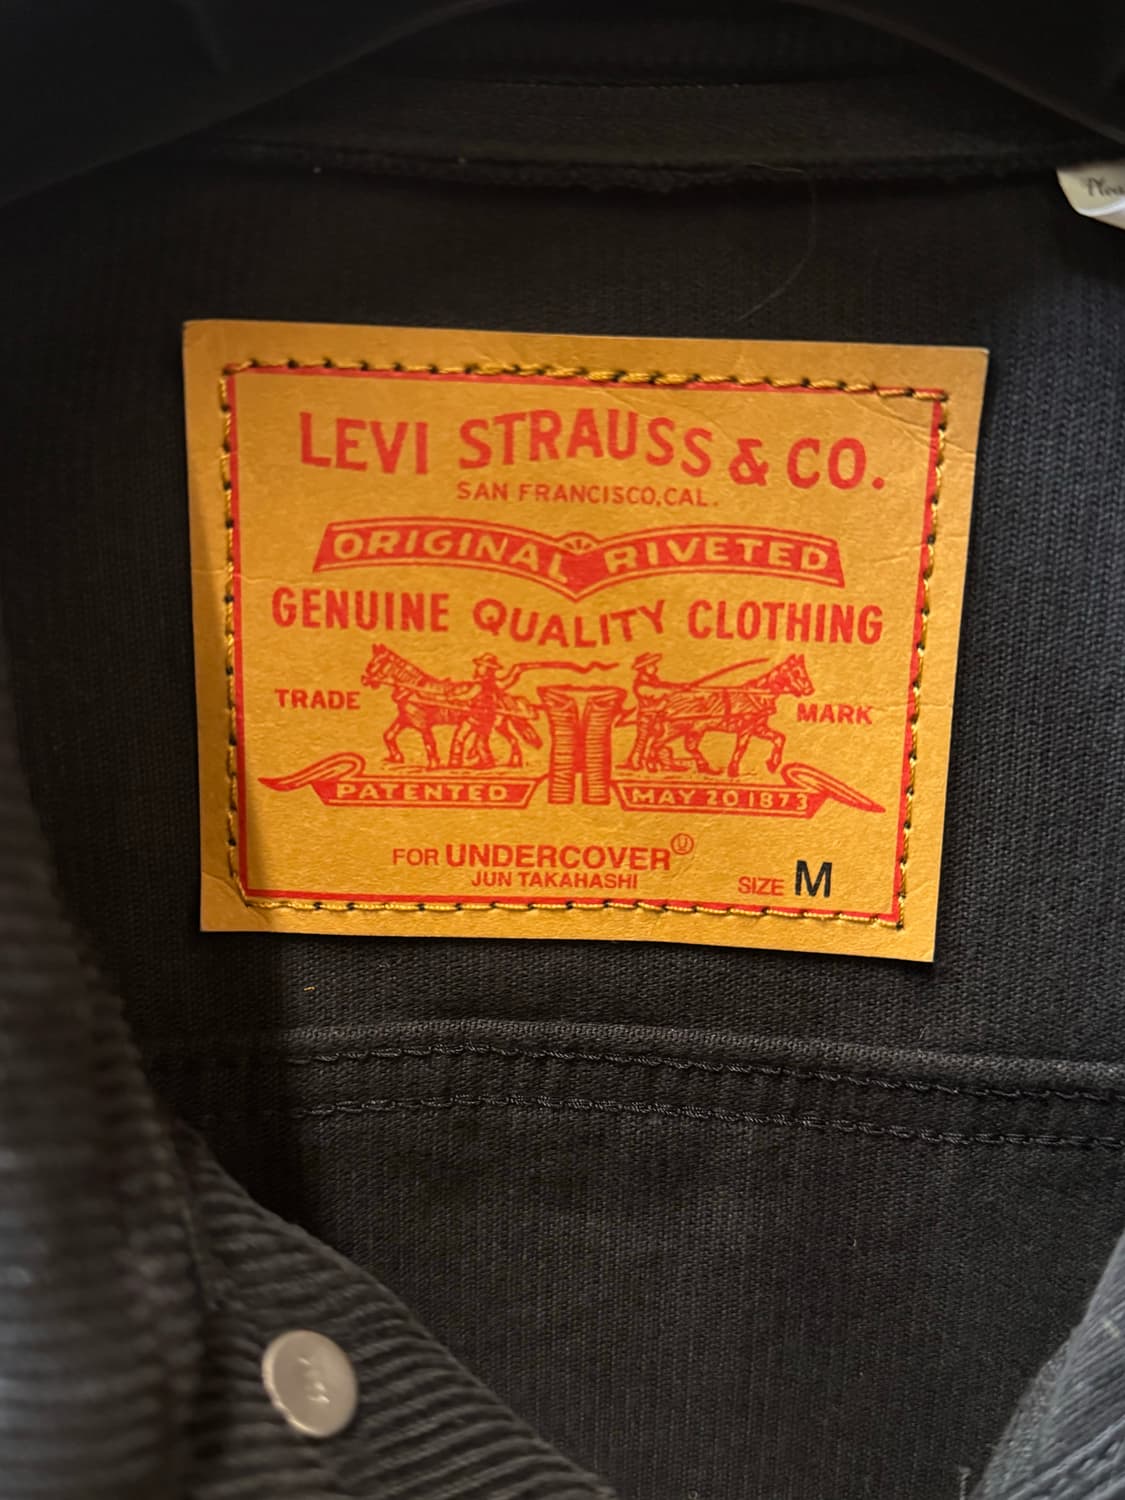 Plea
LEVI STRAUSS & CO.
SAN FRANCISCO, CAL.
ORIGINAL RIVETED
GENUINE QUALITY CLOTHING
TRADE MARK
PATENTED MAY 20 1873
FOR UNDERCOVER Ⓤ
JUN TAKAHASHI
SIZE M